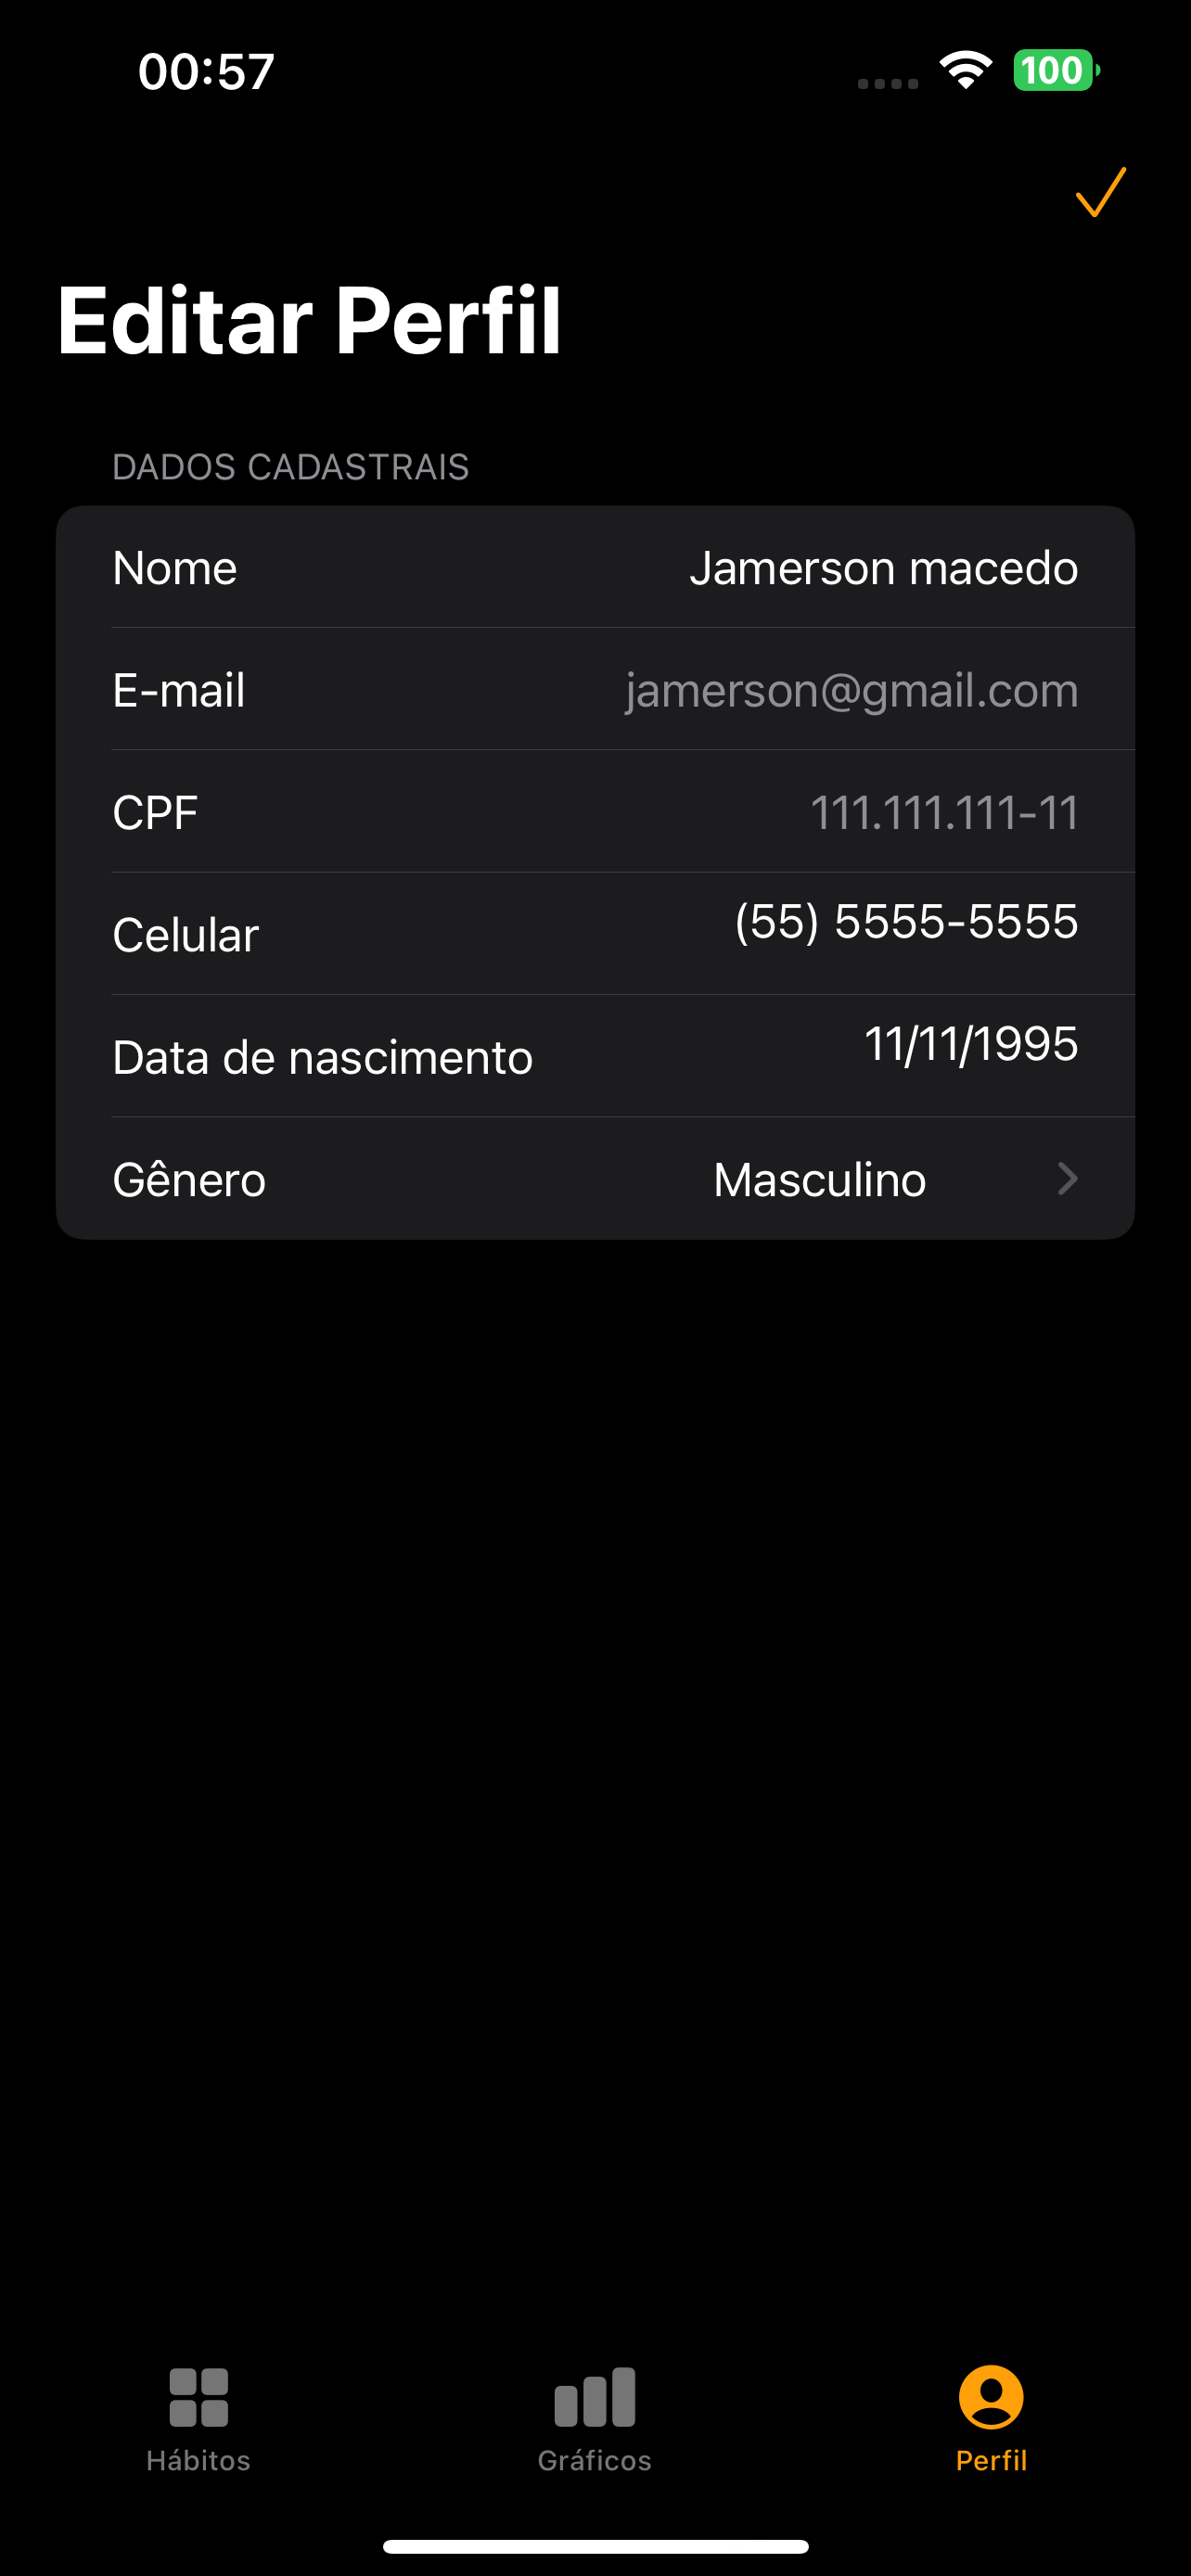 00:57
100
Editar Perfil
DADOS CADASTRAIS
Nome Jamerson macedo
E-mail jamerson@gmail.com
CPF 111.111.111-11
Celular (55) 5555-5555
Data de nascimento 11/11/1995
Gênero Masculino
Hábitos Gráficos Perfil